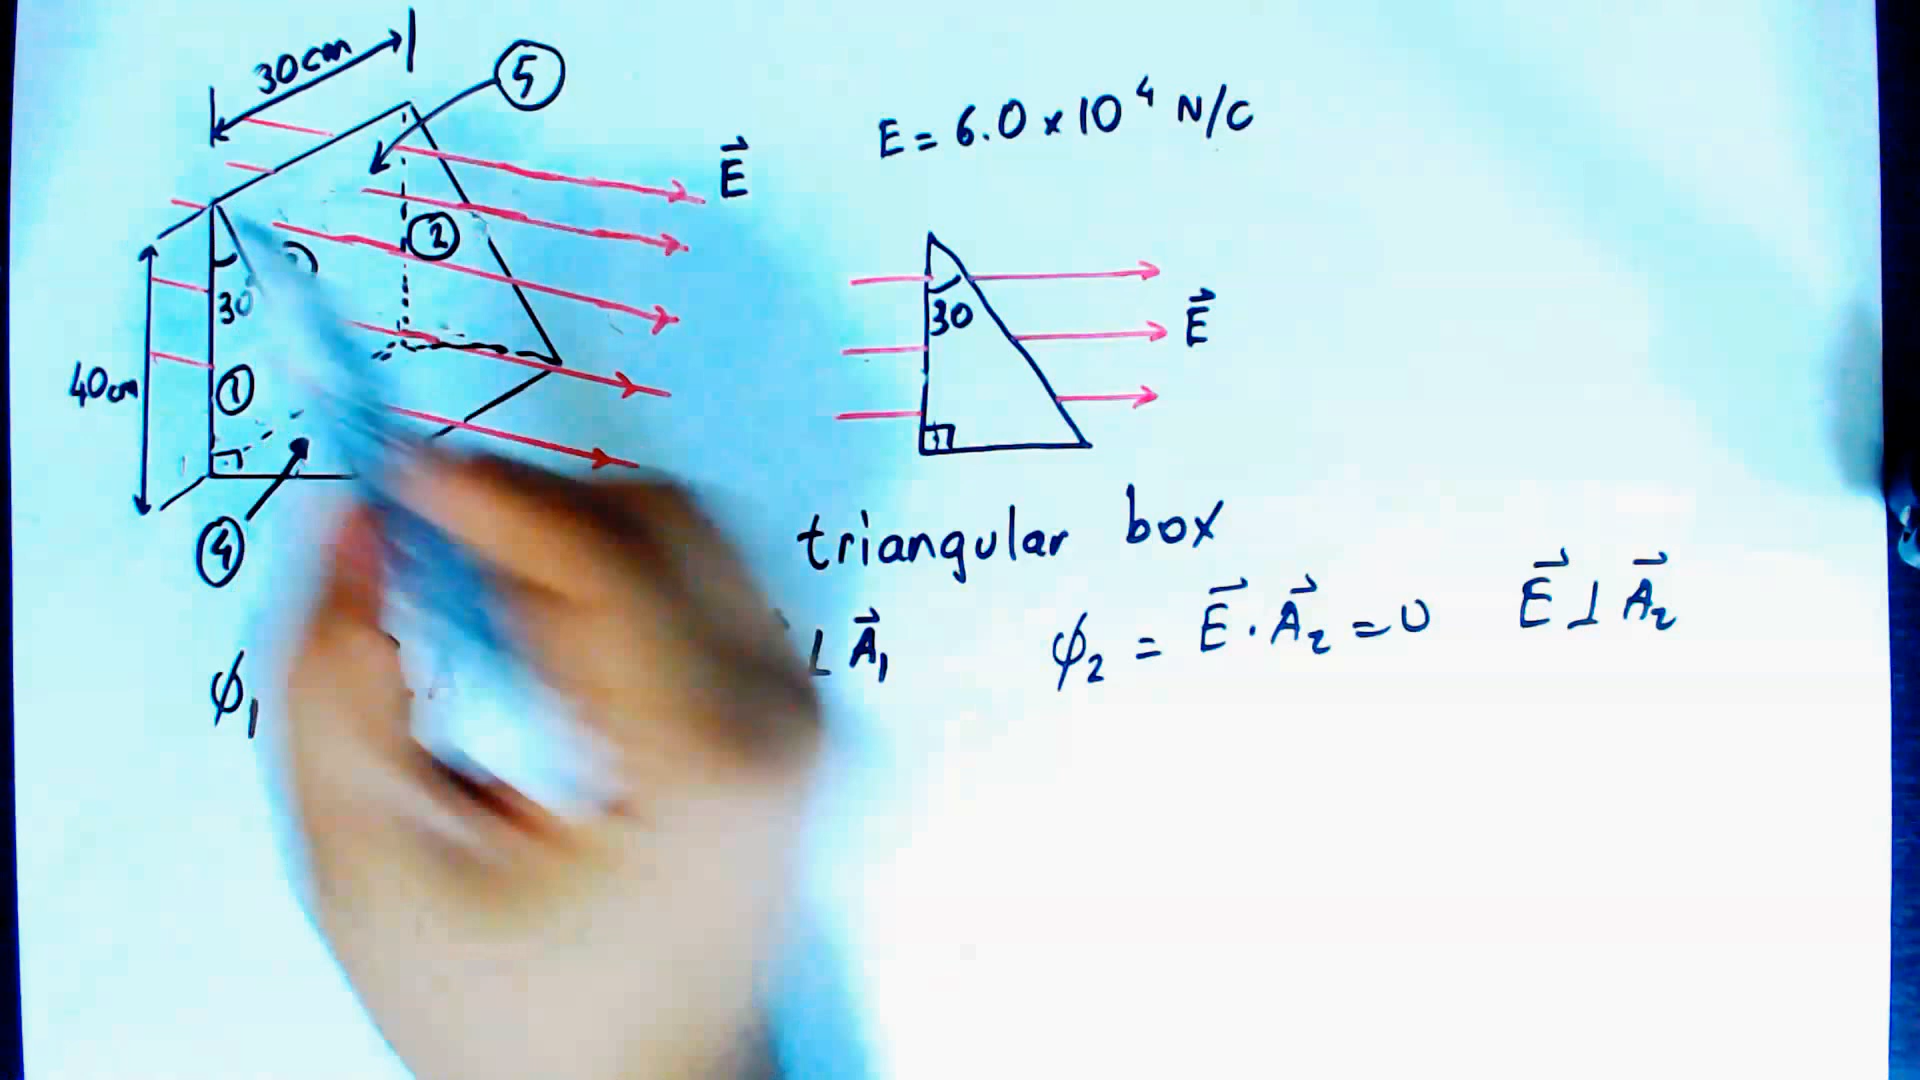 30cm
5
E = 6.0 × 10⁴ N/C
E⃗
2
30
30
E⃗
40cm
1
4
triangular box
ϕ₁
⊥ A⃗₁
ϕ₂ = E⃗ · A⃗₂ = 0
E⃗ ⊥ A⃗₂